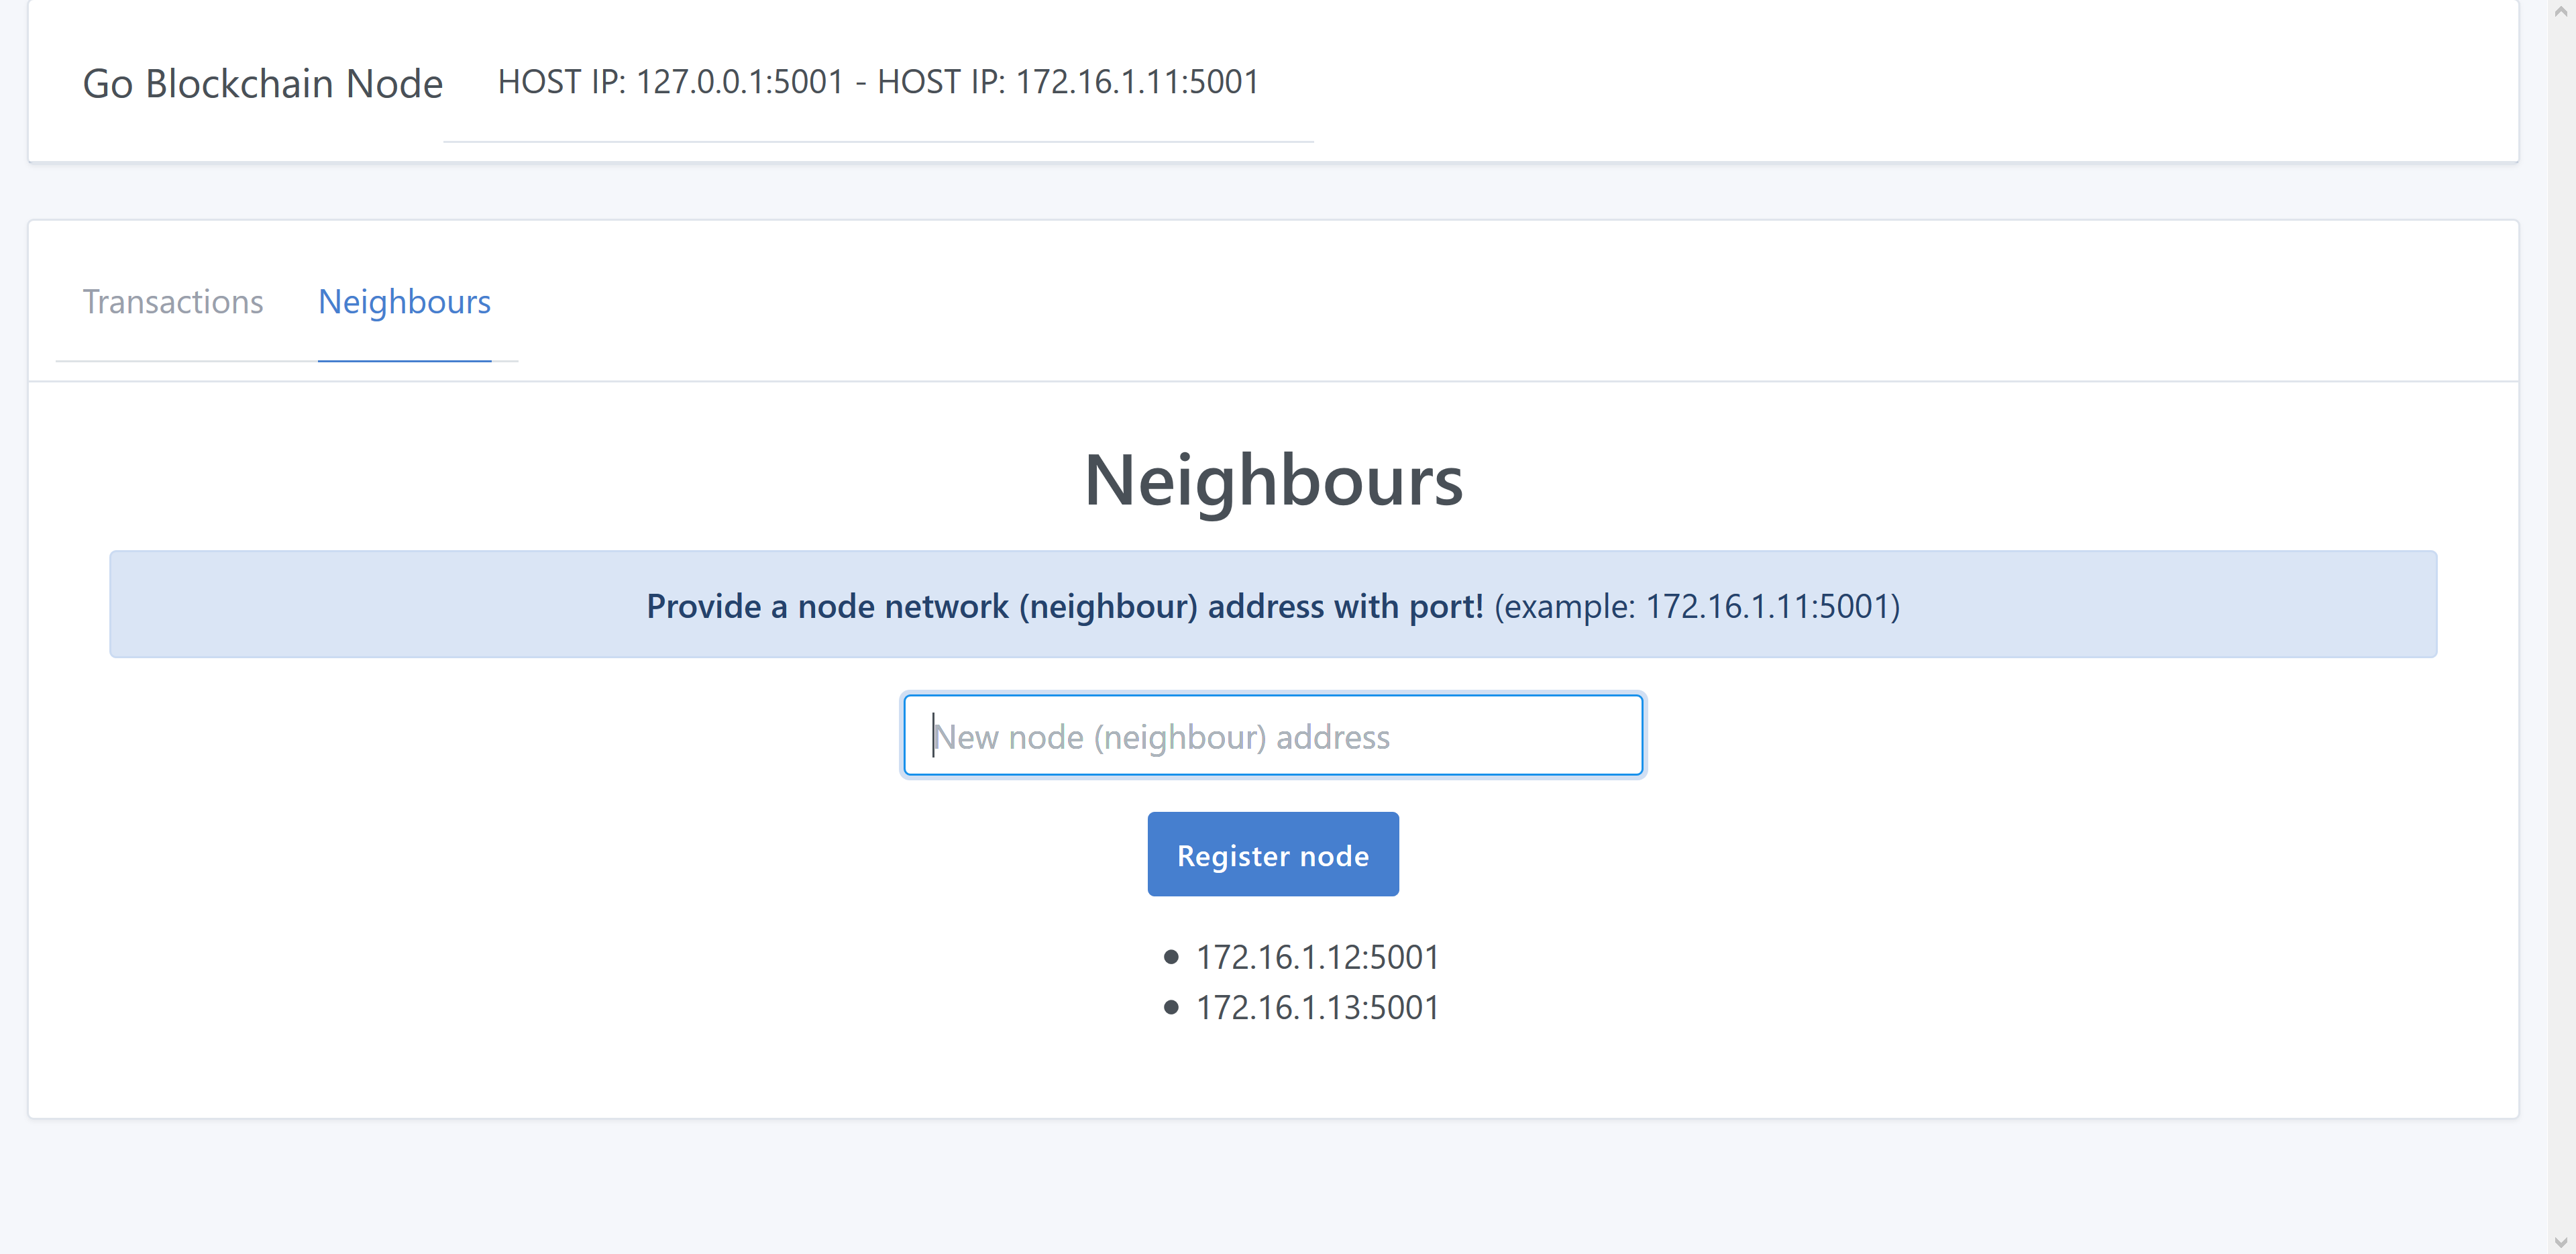 Go Blockchain Node HOST IP: 127.0.0.1:5001 - HOST IP: 172.16.1.11:5001
Transactions Neighbours
Neighbours
Provide a node network (neighbour) address with port! (example: 172.16.1.11:5001)
New node (neighbour) address
Register node
172.16.1.12:5001
172.16.1.13:5001